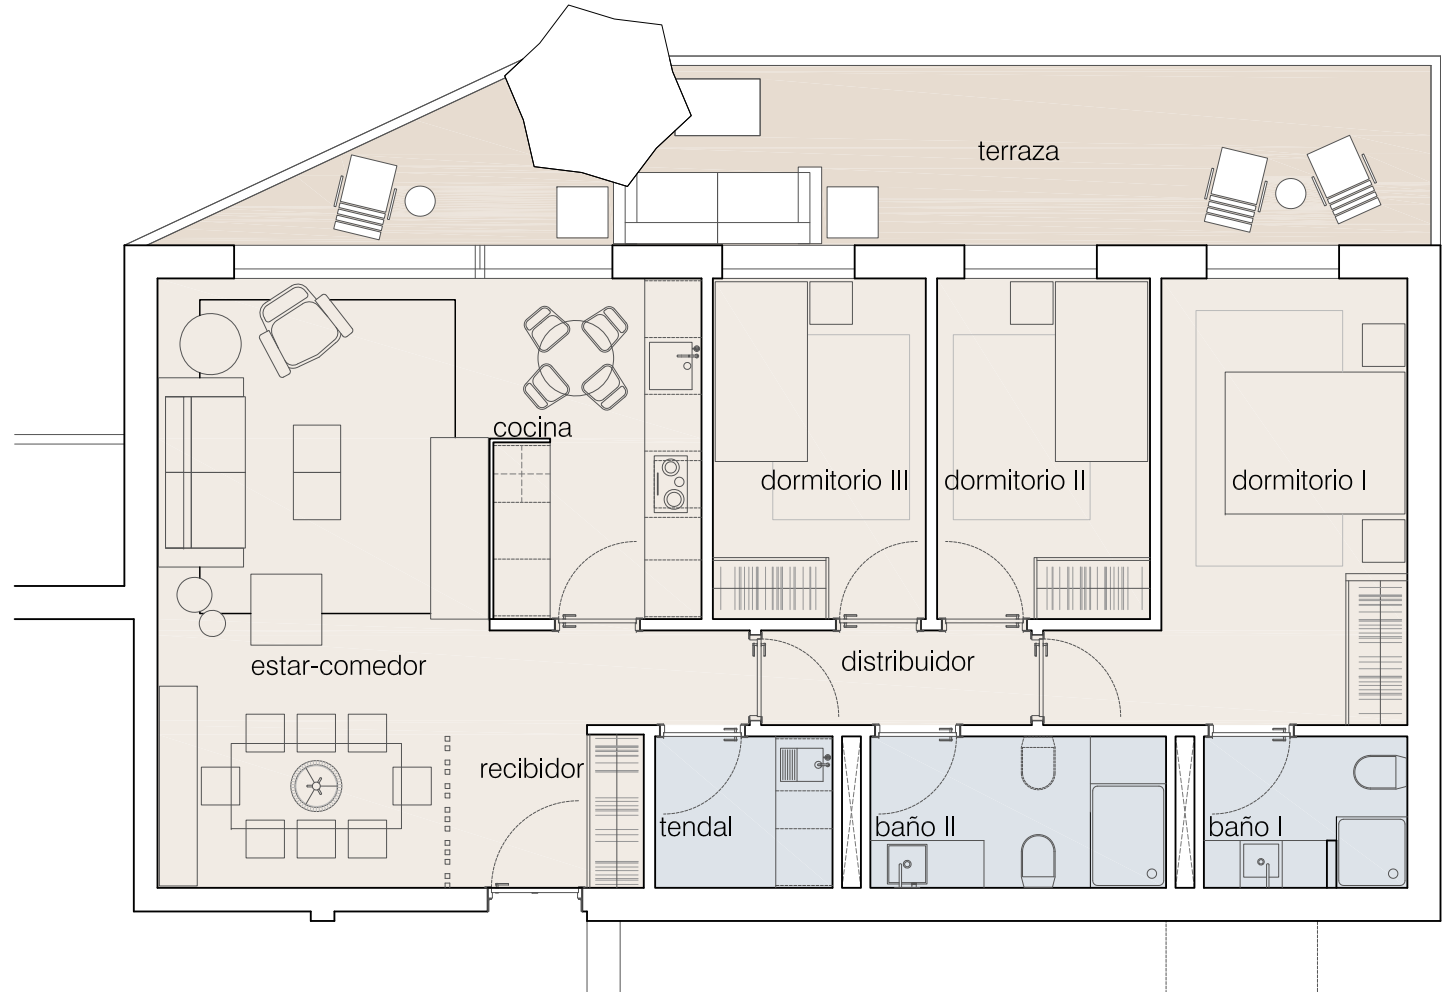 terraza
cocina
dormitorio III
dormitorio II
dormitorio I
estar-comedor
distribuidor
recibidor
tendal
baño II
baño I